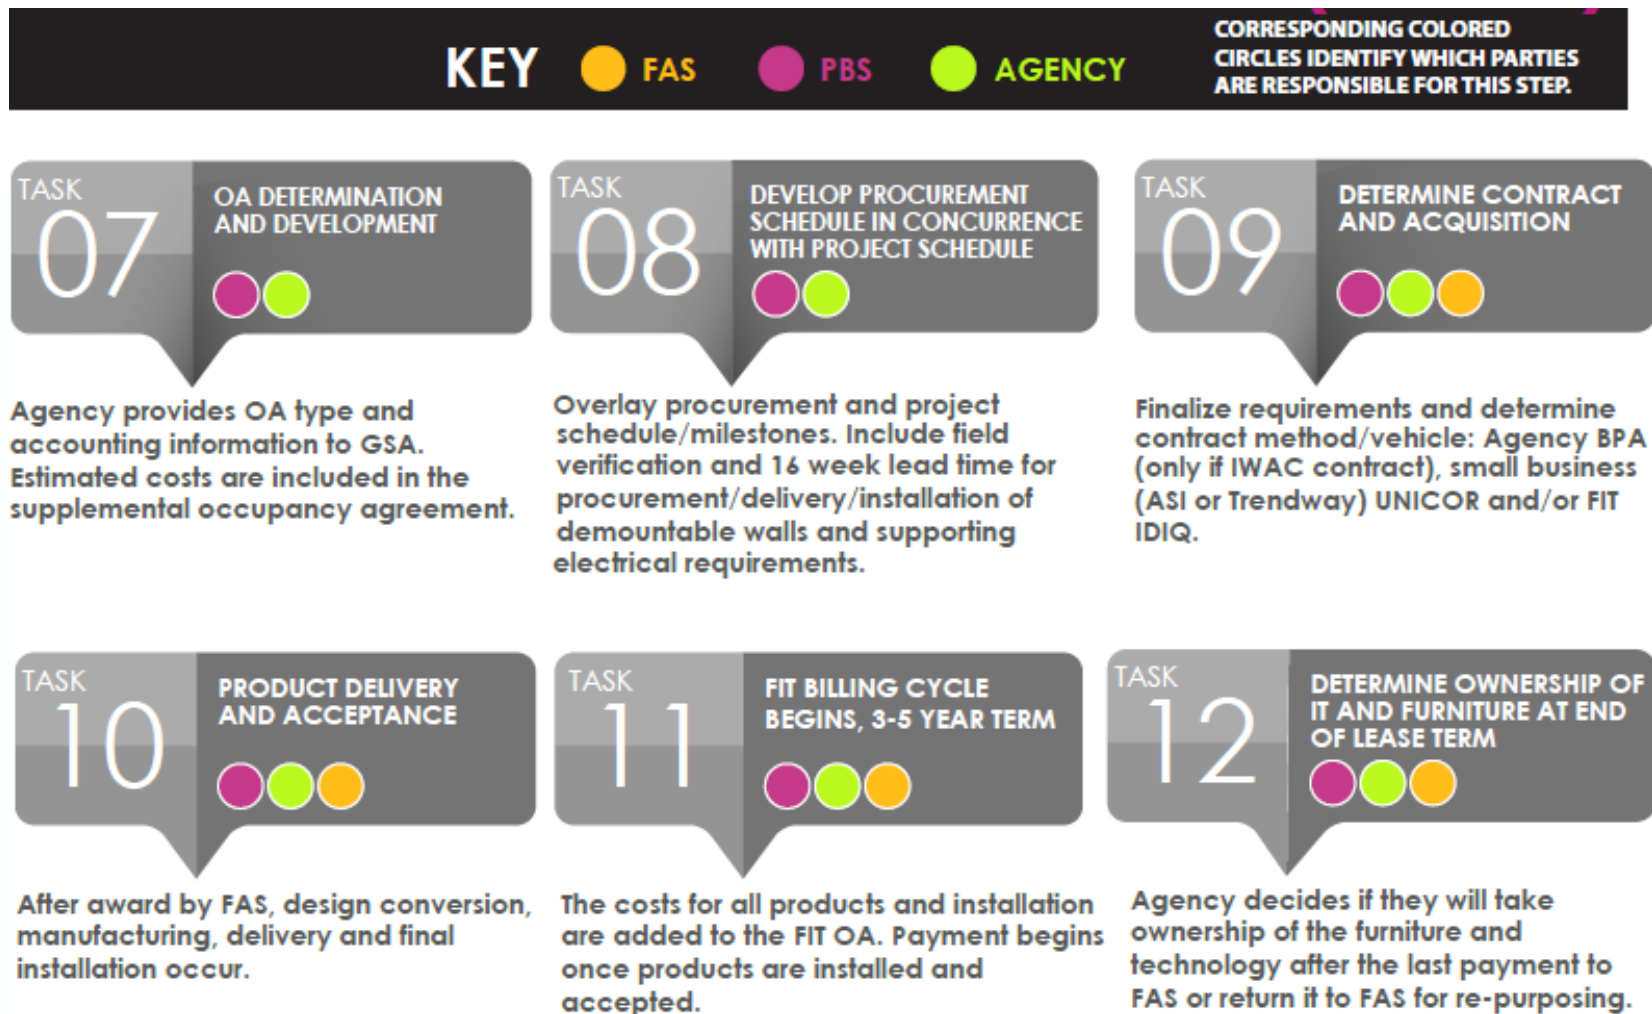 KEY FAS PBS AGENCY
CORRESPONDING COLORED
CIRCLES IDENTIFY WHICH PARTIES
ARE RESPONSIBLE FOR THIS STEP.
TASK
07
OA DETERMINATION
AND DEVELOPMENT
Agency provides OA type and
accounting information to GSA.
Estimated costs are included in the
supplemental occupancy agreement.
TASK
08
DEVELOP PROCUREMENT
SCHEDULE IN CONCURRENCE
WITH PROJECT SCHEDULE
Overlay procurement and project
schedule/milestones. Include field
verification and 16 week lead time for
procurement/delivery/installation of
demountable walls and supporting
electrical requirements.
TASK
09
DETERMINE CONTRACT
AND ACQUISITION
Finalize requirements and determine
contract method/vehicle: Agency BPA
(only if IWAC contract), small business
(ASI or Trendway) UNICOR and/or FIT
IDIQ.
TASK
10
PRODUCT DELIVERY
AND ACCEPTANCE
After award by FAS, design conversion,
manufacturing, delivery and final
installation occur.
TASK
11
FIT BILLING CYCLE
BEGINS, 3-5 YEAR TERM
The costs for all products and installation
are added to the FIT OA. Payment begins
once products are installed and
accepted.
TASK
12
DETERMINE OWNERSHIP OF
IT AND FURNITURE AT END
OF LEASE TERM
Agency decides if they will take
ownership of the furniture and
technology after the last payment to
FAS or return it to FAS for re-purposing.